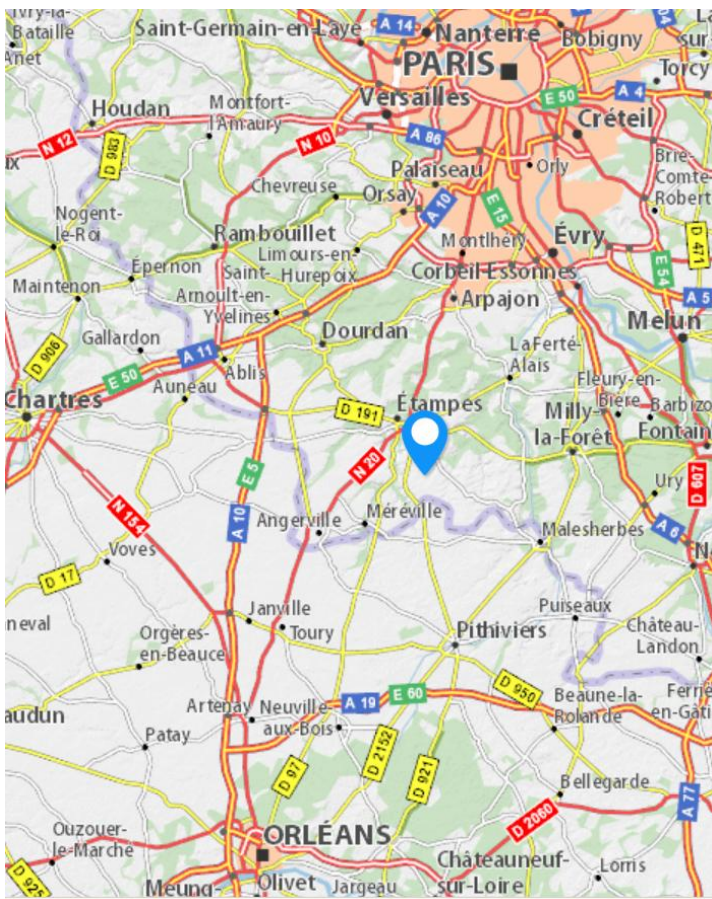 Ivry-la-
Bataille
Anet
Saint-Germain-en-Laye
A 14
Nanterre
Bobigny
PARIS
Torcy
Houdan
Montfort-
l'Amaury
Versailles
E 50
A 4
Créteil
N 12
D 983
N 10
A 86
Palaiseau
Orly
Brie-
Comte-
Robert
Chevreuse
Orsay
A 10
E 15
Nogent-
le-Roi
Rambouillet
Limours-en-
Hurepoix
Montlhéry
Évry
D 471
Épernon
Saint-
Arnoult-en-
Yvelines
Corbeil-Essonnes
E 54
Maintenon
Arpajon
A 5
Melun
Gallardon
Dourdan
D 906
A 11
Ablis
La Ferté-
Alais
E 50
Auneau
Fleury-en-
Bière
Barbizo
Chartres
D 191
Étampes
Milly-
la-Forêt
Fontain
N 20
E 5
Ury
D 607
N 154
A 10
Angerville
Méréville
Malesherbes
A 6
Voves
D 17
Janville
Puiseaux
neval
Orgères-
en-Beauce
Toury
Pithiviers
Château-
Landon
Artenay
Neuville
aux-Bois
A 19
E 60
D 950
Beaune-la-
Rolande
Ferriè
en-Gâti
audun
Patay
D 97
D 2152
D 921
Bellegarde
A 77
D 2060
Ouzouer-
le-Marche
ORLÉANS
Châteauneuf-
sur-Loire
Lorris
D 925
Meung-
Olivet
Jargeau